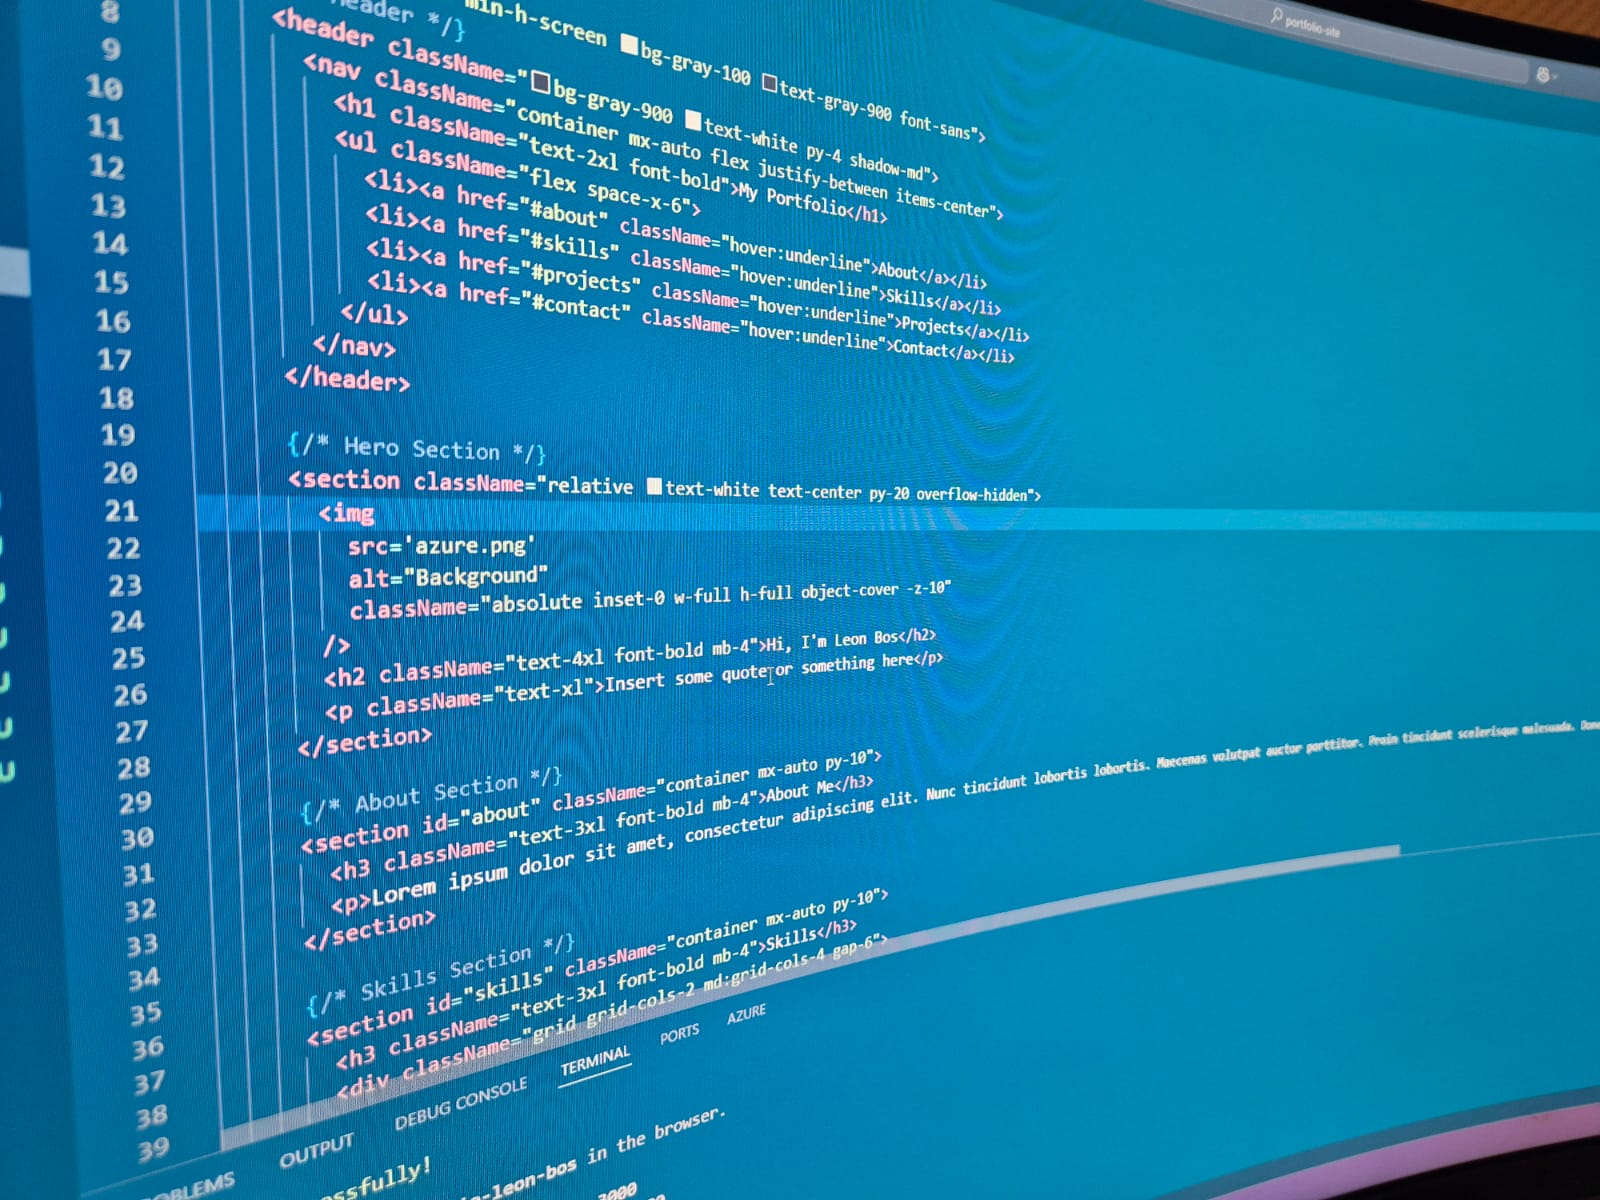 portfolio-site
min-h-screen bg-gray-100 text-gray-900 font-sans">
8 header */}
9 <header className="bg-gray-900 text-white py-4 shadow-md">
10 <nav className="container mx-auto flex justify-between items-center">
11 <h1 className="text-2xl font-bold">My Portfolio</h1>
12 <ul className="flex space-x-6">
13 <li><a href="#about" className="hover:underline">About</a></li>
14 <li><a href="#skills" className="hover:underline">Skills</a></li>
15 <li><a href="#projects" className="hover:underline">Projects</a></li>
16 <li><a href="#contact" className="hover:underline">Contact</a></li>
17 </ul>
18 </nav>
19 </header>
20
21 {/* Hero Section */}
22 <section className="relative text-white text-center py-20 overflow-hidden">
23 <img
24 src='azure.png'
25 alt="Background"
26 className="absolute inset-0 w-full h-full object-cover -z-10"
27 />
28 <h2 className="text-4xl font-bold mb-4">Hi, I'm Leon Bos</h2>
29 <p className="text-xl">Insert some quote or something here</p>
30 </section>
31
32 {/* About Section */}
33 <section id="about" className="container mx-auto py-10">
34 <h3 className="text-3xl font-bold mb-4">About Me</h3>
35 <p>Lorem ipsum dolor sit amet, consectetur adipiscing elit. Nunc tincidunt lobortis lobortis. Maecenas volutpat auctor porttitor. Proin tincidunt scelerisque malesuada.
36 </section>
37
38 {/* Skills Section */}
39 <section id="skills" className="container mx-auto py-10">
<h3 className="text-3xl font-bold mb-4">Skills</h3>
<div className="grid grid-cols-2 md:grid-cols-4 gap-6">
OBLEMS OUTPUT DEBUG CONSOLE TERMINAL PORTS AZURE
ssfully!
-leon-bos in the browser.
3000